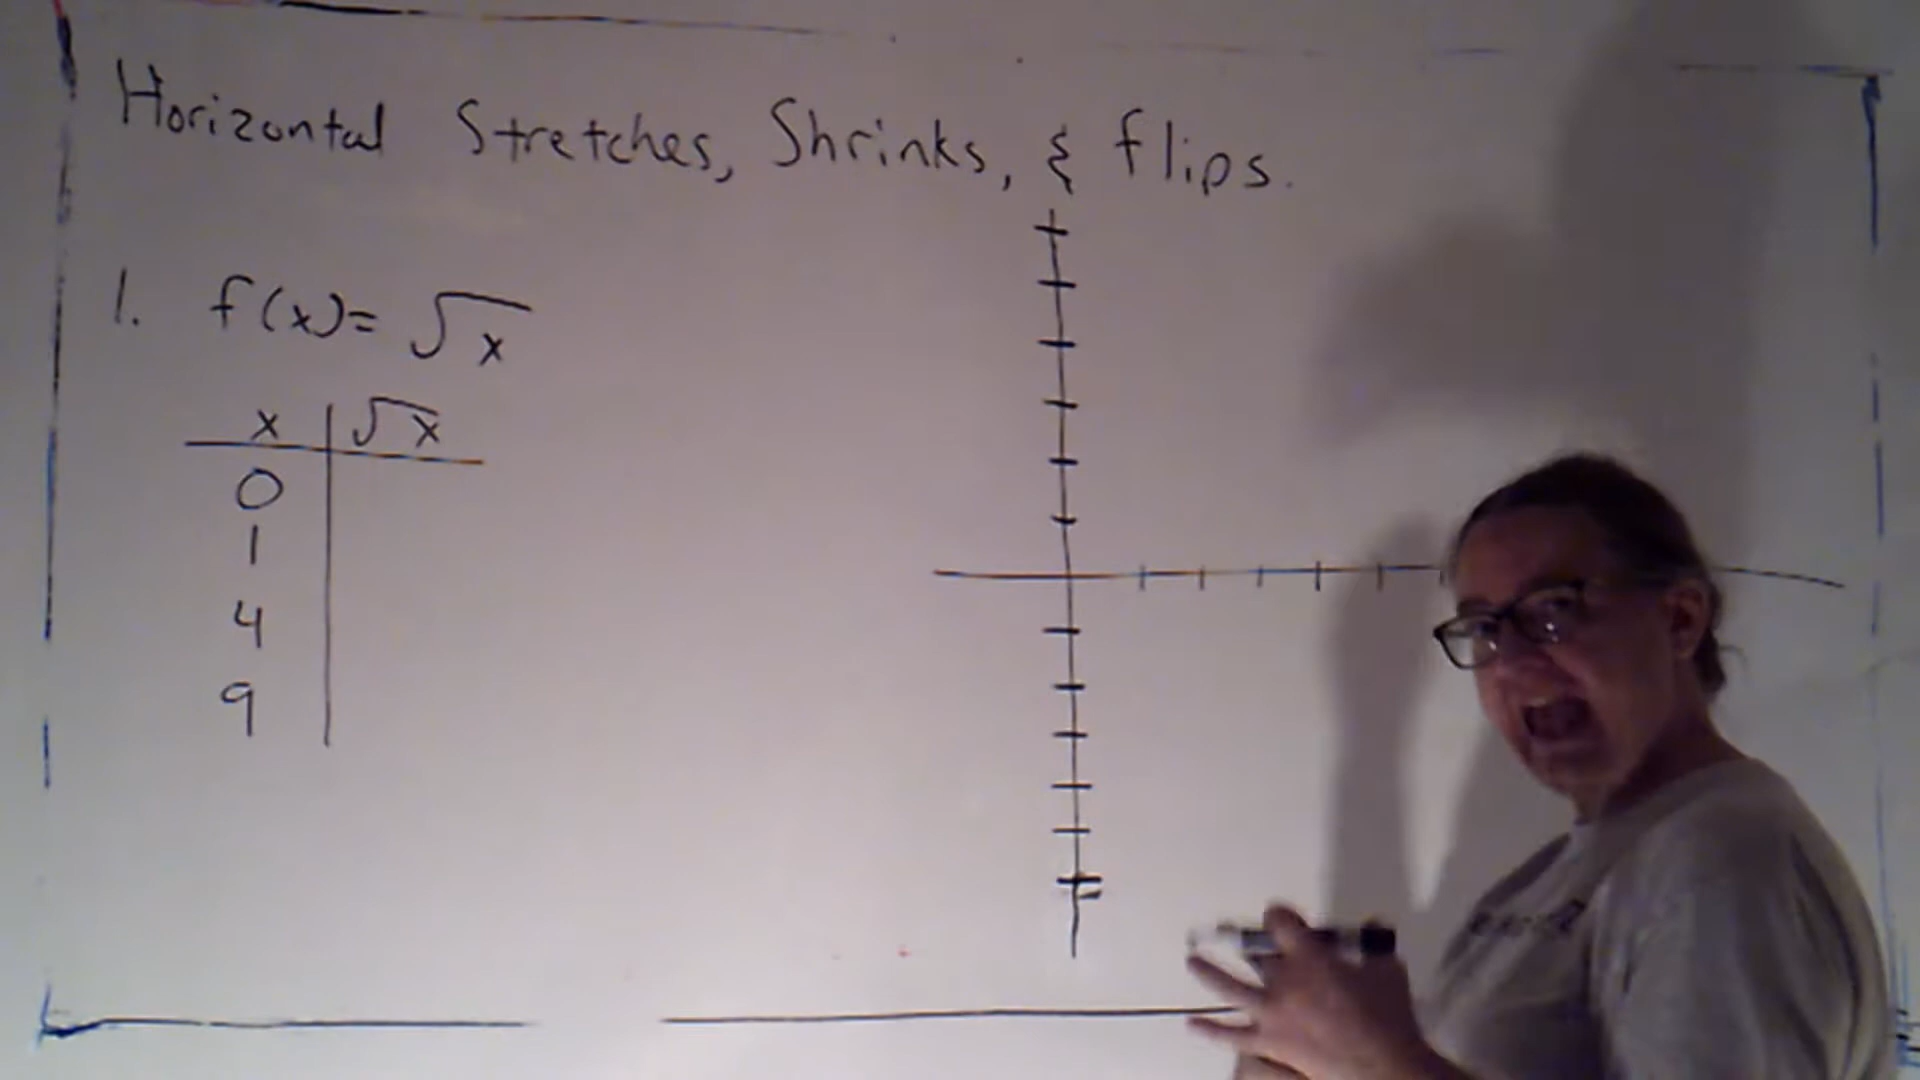 Horizontal Stretches, Shrinks, & flips.
1. f(x)= √x
x √x
0
1
4
9